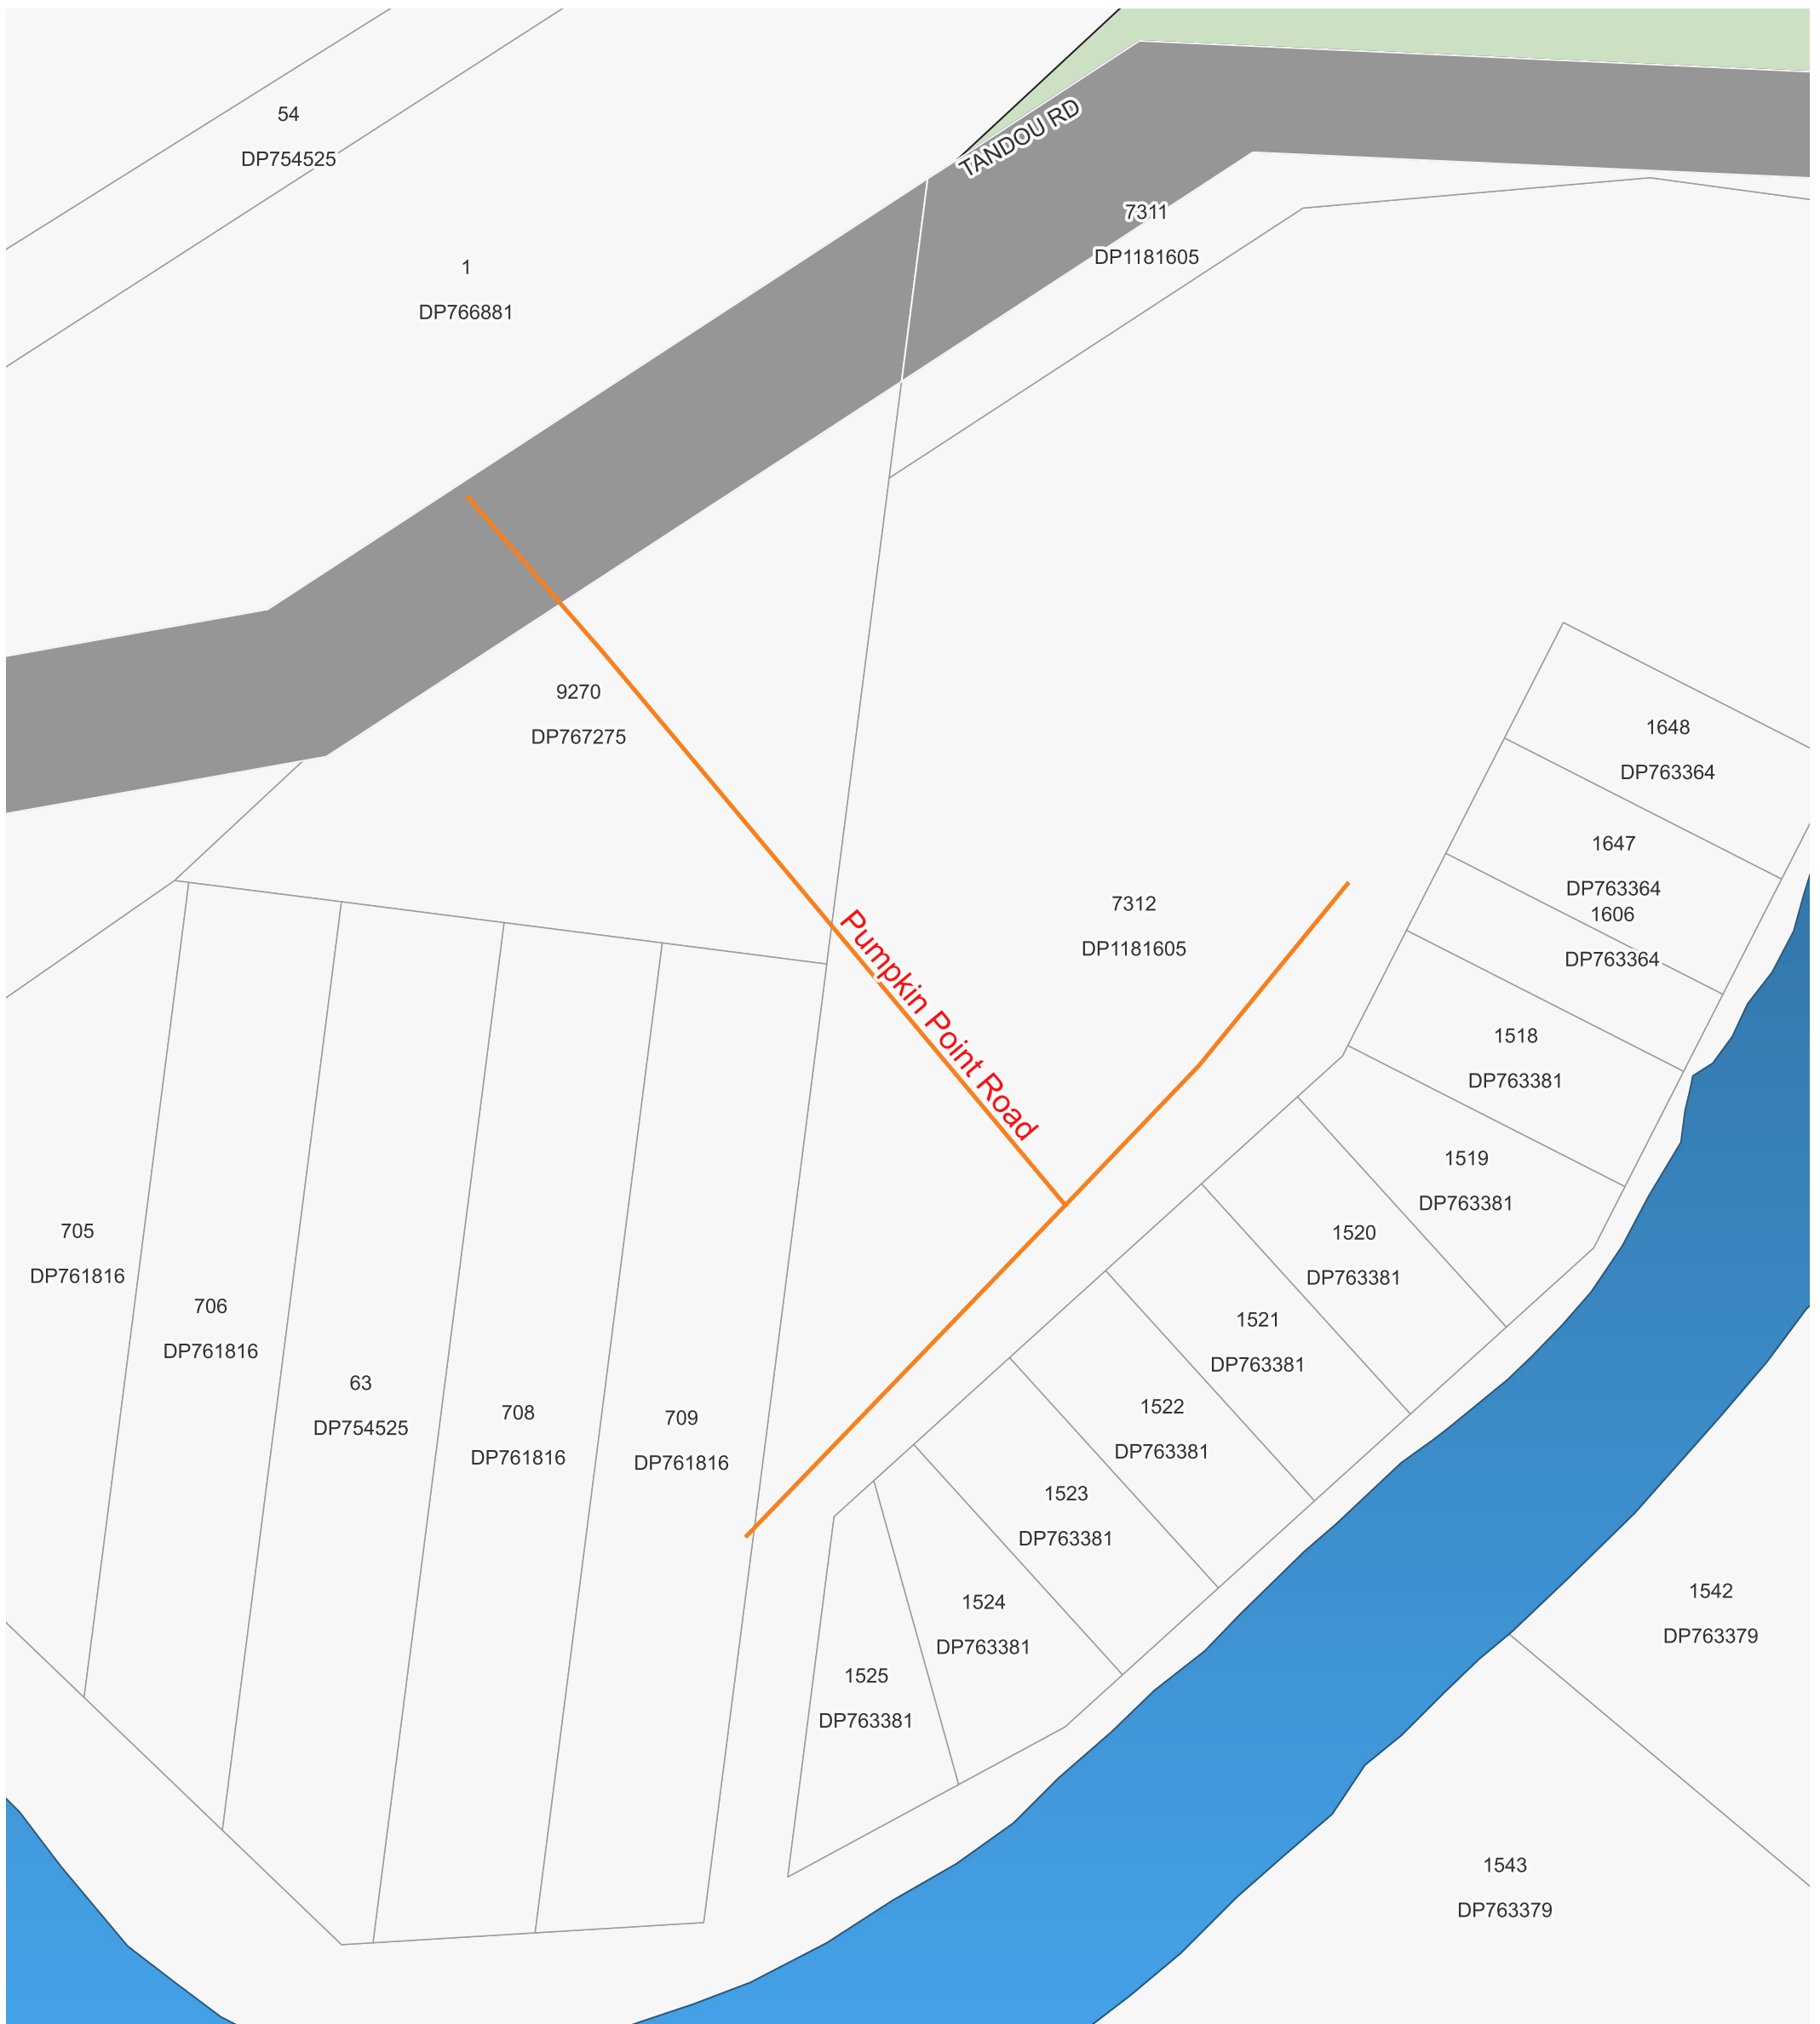 TANDOU RD
54
DP754525
7311
DP1181605
1
DP766881
9270
DP767275
1648
DP763364
1647
DP763364
1606
DP763364
7312
DP1181605
Pumpkin Point Road
1518
DP763381
1519
DP763381
705
DP761816
1520
DP763381
706
DP761816
1521
DP763381
63
DP754525
1522
DP763381
708
DP761816
709
DP761816
1523
DP763381
1542
DP763379
1524
DP763381
1525
DP763381
1543
DP763379